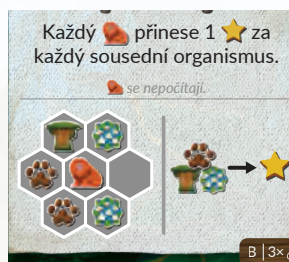 Každý přinese 1 za
každý sousední organismus.
se nepočítají.
B | 3×